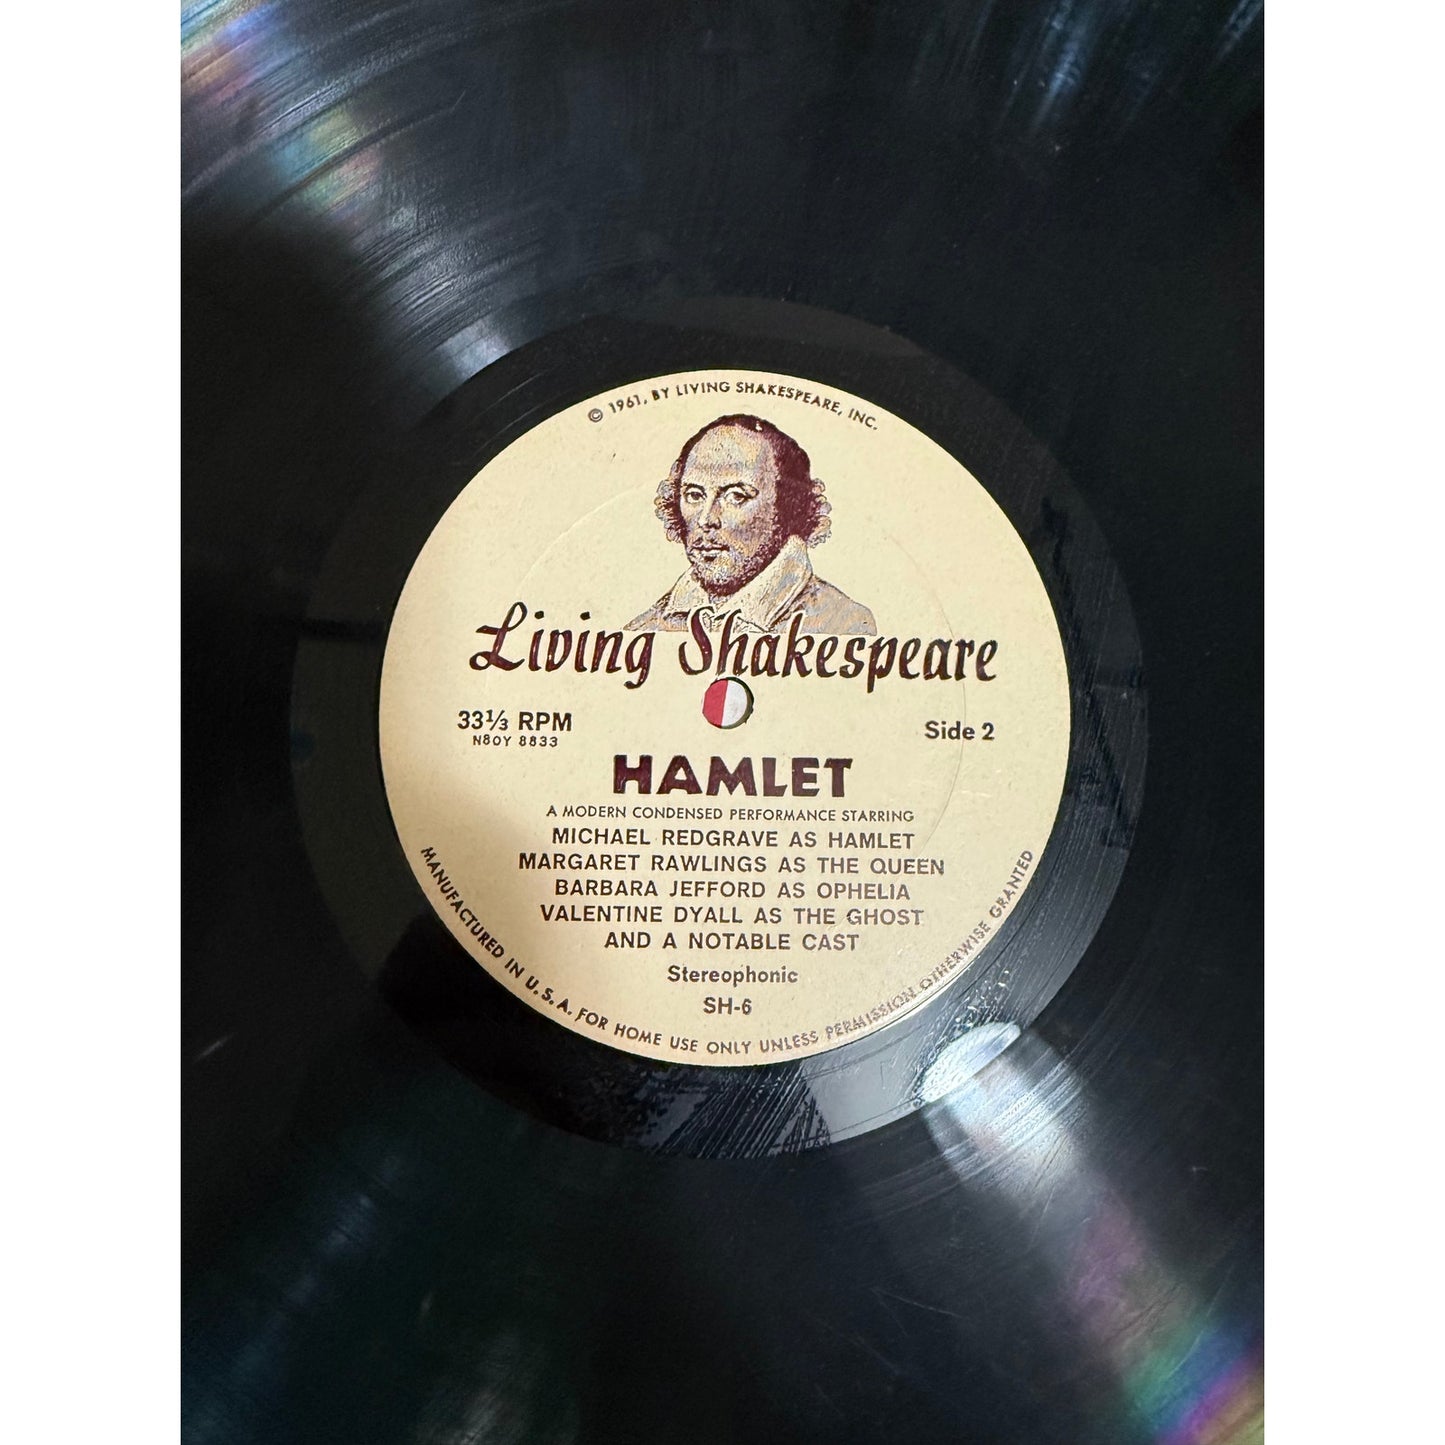 © 1961, BY LIVING SHAKESPEARE, INC.
Living Shakespeare
33⅓ RPM
N80Y 8833
Side 2
HAMLET
A MODERN CONDENSED PERFORMANCE STARRING
MICHAEL REDGRAVE AS HAMLET
MARGARET RAWLINGS AS THE QUEEN
BARBARA JEFFORD AS OPHELIA
VALENTINE DYALL AS THE GHOST
AND A NOTABLE CAST
Stereophonic
SH-6
MANUFACTURED IN U.S.A. FOR HOME USE ONLY UNLESS PERMISSION OTHERWISE GRANTED